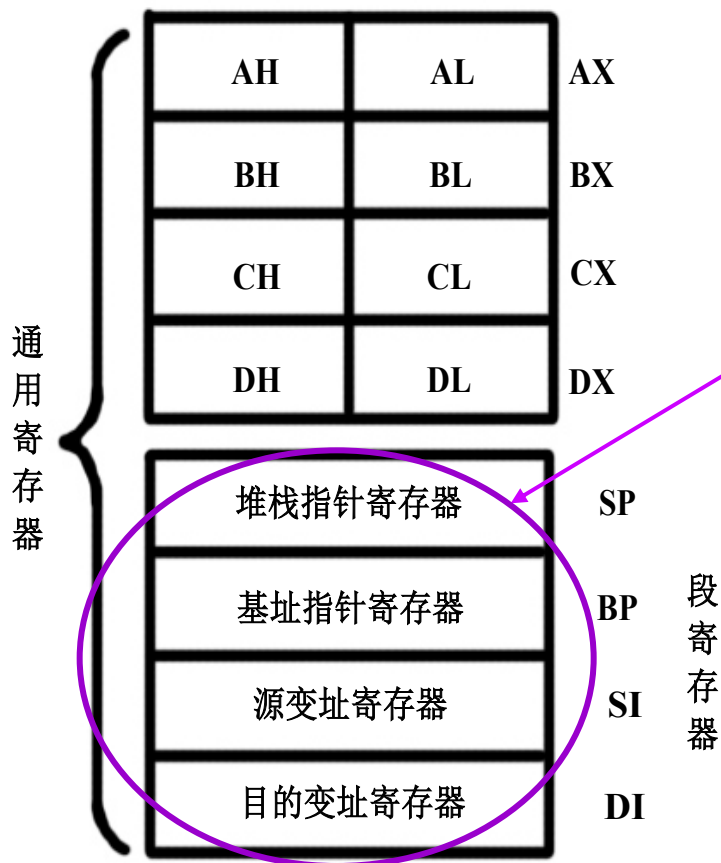 AH AL AX
BH BL BX
CH CL CX
DH DL DX
通用寄存器
堆栈指针寄存器 SP
基址指针寄存器 BP
源变址寄存器 SI
目的变址寄存器 DI
段寄存器